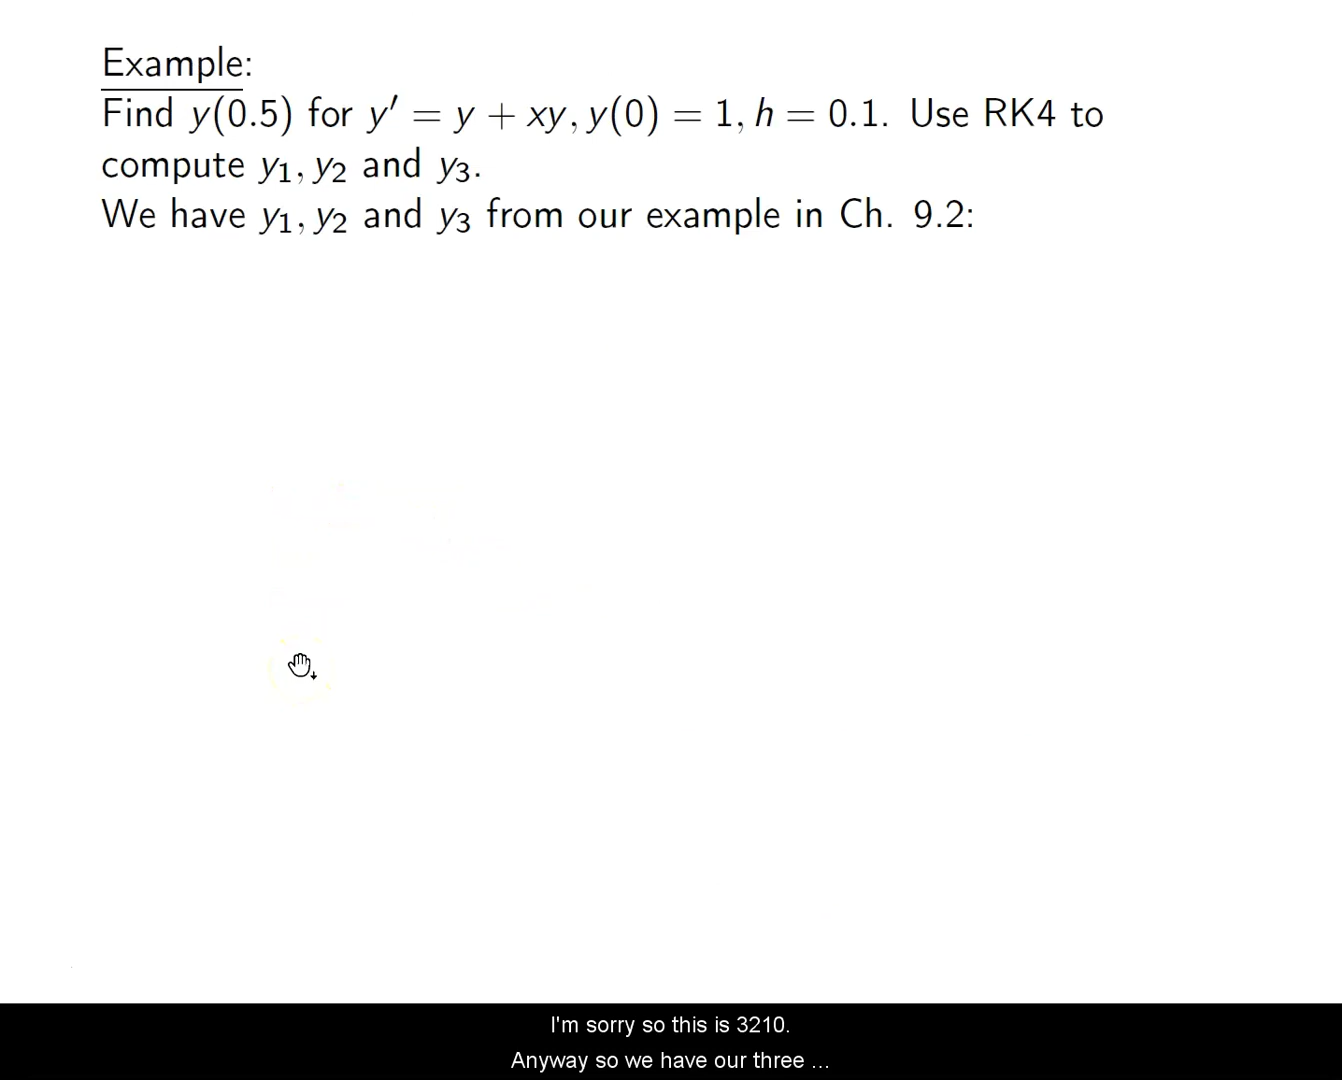 Example:
Find y(0.5) for y′ = y + xy, y(0) = 1, h = 0.1. Use RK4 to
compute y₁, y₂ and y₃.
We have y₁, y₂ and y₃ from our example in Ch. 9.2:
I'm sorry so this is 3210.
Anyway so we have our three ...